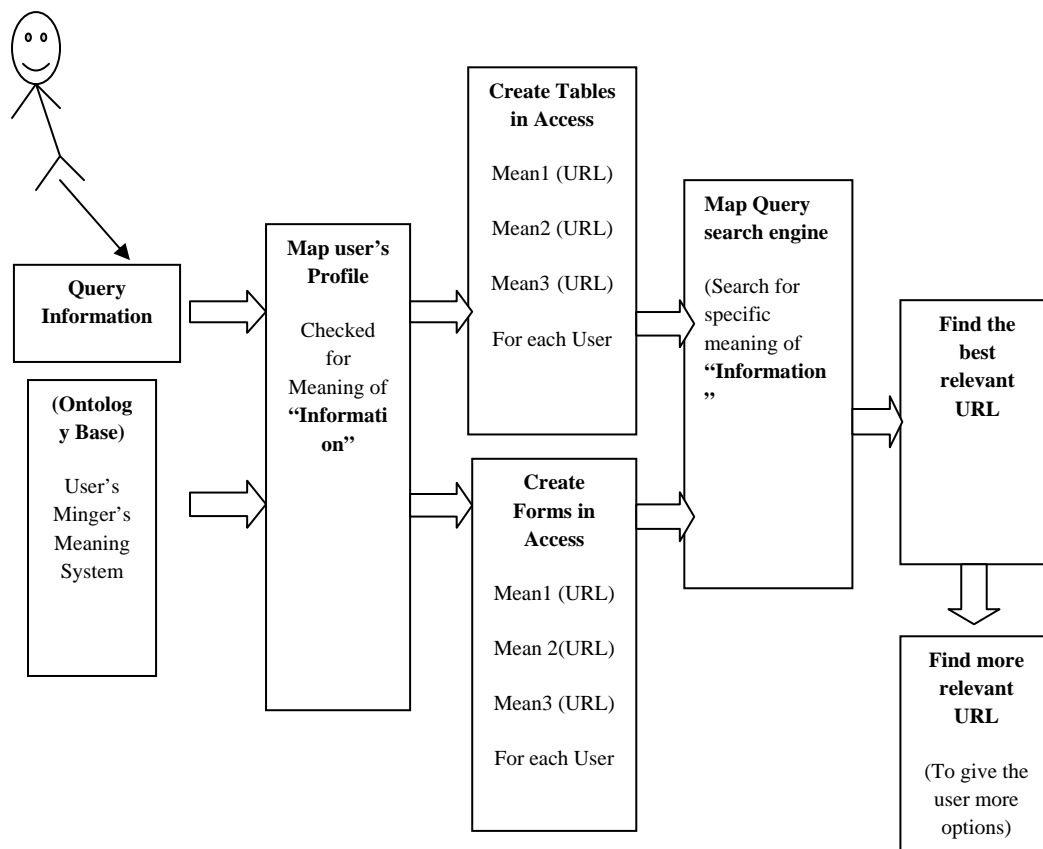 Query
Information
(Ontolog
y Base)
User's
Minger's
Meaning
System
Map user's
Profile
Checked
for
Meaning of
“Informati
on”
Create Tables
in Access
Mean1 (URL)
Mean2 (URL)
Mean3 (URL)
For each User
Create
Forms in
Access
Mean1 (URL)
Mean 2(URL)
Mean3 (URL)
For each User
Map Query
search engine
(Search for
specific
meaning of
“Information
”
Find the
best
relevant
URL
Find more
relevant
URL
(To give the
user more
options)